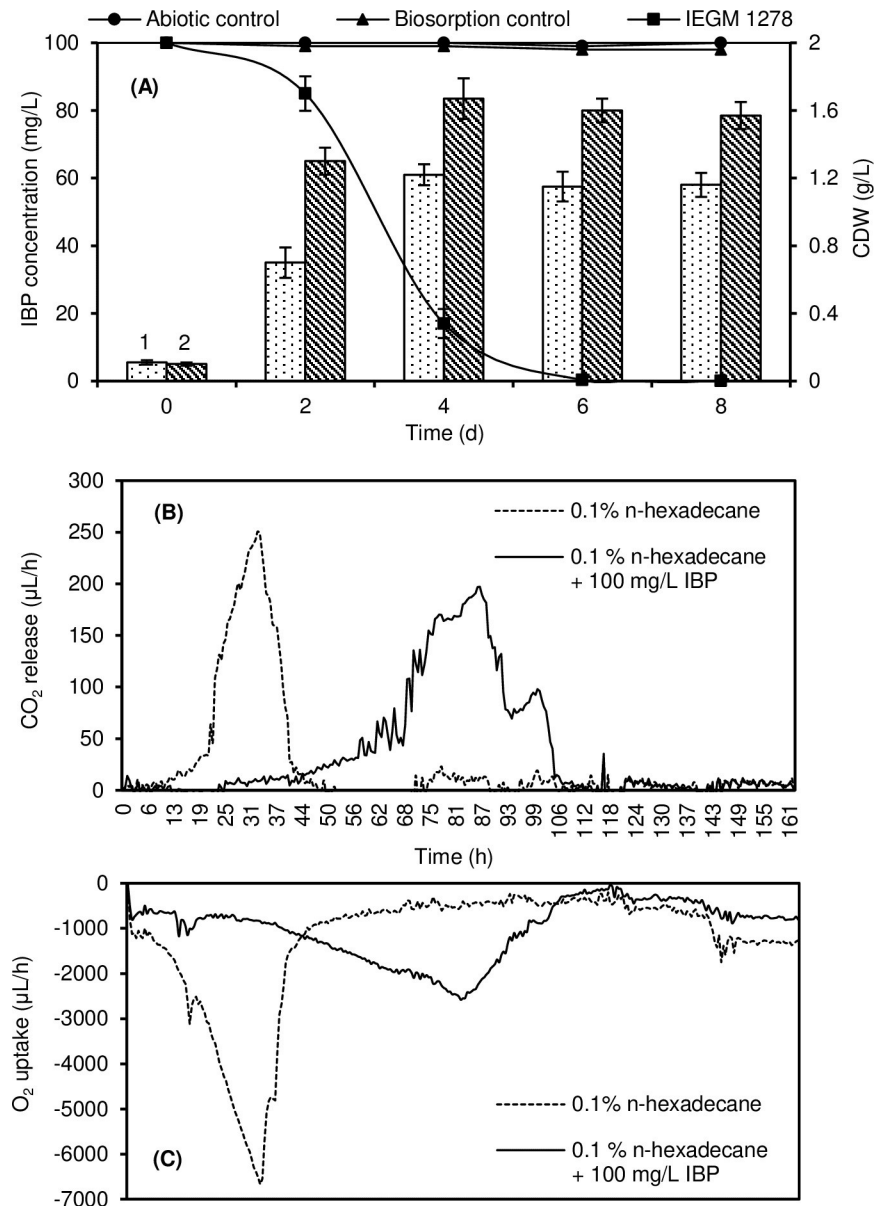 Abiotic control Biosorption control IEGM 1278
100 2
(A)
80 1.6
60 1.2
40 0.8
20 0.4
1 2
0 0
0 2 4 6 8
Time (d)
IBP concentration (mg/L)
CDW (g/L)
300
(B)
0.1% n-hexadecane
250
0.1 % n-hexadecane
+ 100 mg/L IBP
200
150
100
50
0
CO₂ release (µL/h)
0 6 13 19 25 31 37 44 50 56 62 68 75 81 87 93 99 106 112 118 124 130 137 143 149 155 161
Time (h)
0
-1000
-2000
-3000
-4000
-5000
-6000
-7000
O₂ uptake (µL/h)
0.1% n-hexadecane
0.1 % n-hexadecane
+ 100 mg/L IBP
(C)